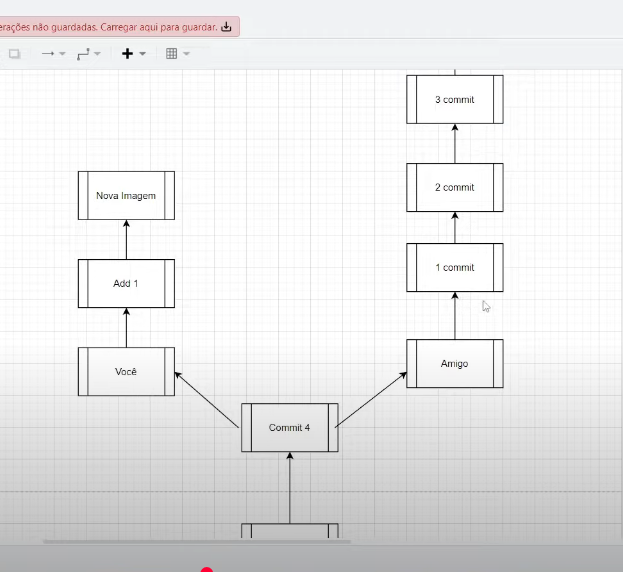 erações não guardadas. Carregar aqui para guardar.
3 commit
Nova Imagem
2 commit
Add 1
1 commit
Você
Amigo
Commit 4